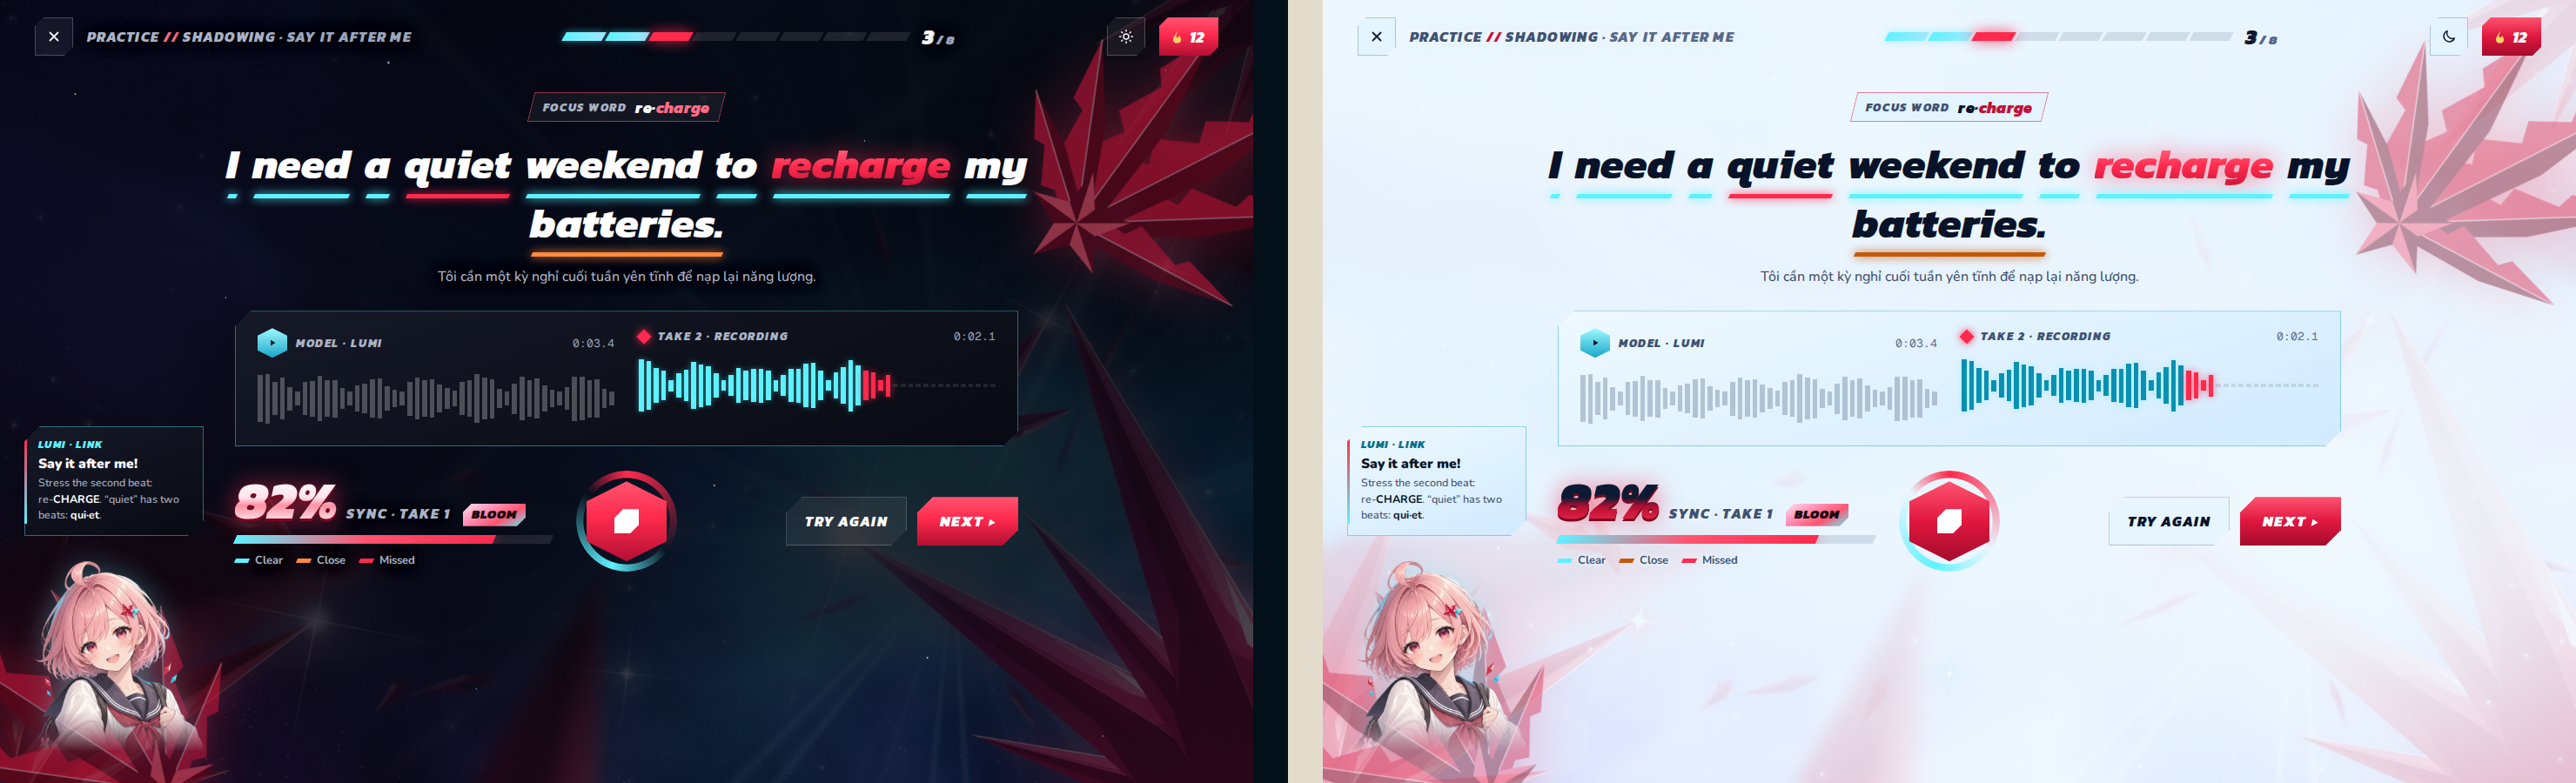 PRACTICE // SHADOWING · SAY IT AFTER ME
3 / 8
12
FOCUS WORD re·charge
I need a quiet weekend to recharge my
batteries.
Tôi cần một kỳ nghỉ cuối tuần yên tĩnh để nạp lại năng lượng.
MODEL · LUMI 0:03.4
TAKE 2 · RECORDING 0:02.1
LUMI · LINK
Say it after me!
Stress the second beat:
re-CHARGE. “quiet” has two
beats: qui·et.
82% SYNC · TAKE 1 BLOOM
Clear Close Missed
TRY AGAIN
NEXT
PRACTICE // SHADOWING · SAY IT AFTER ME
3 / 8
12
FOCUS WORD re·charge
I need a quiet weekend to recharge my
batteries.
Tôi cần một kỳ nghỉ cuối tuần yên tĩnh để nạp lại năng lượng.
MODEL · LUMI 0:03.4
TAKE 2 · RECORDING 0:02.1
LUMI · LINK
Say it after me!
Stress the second beat:
re-CHARGE. “quiet” has two
beats: qui·et.
82% SYNC · TAKE 1 BLOOM
Clear Close Missed
TRY AGAIN
NEXT